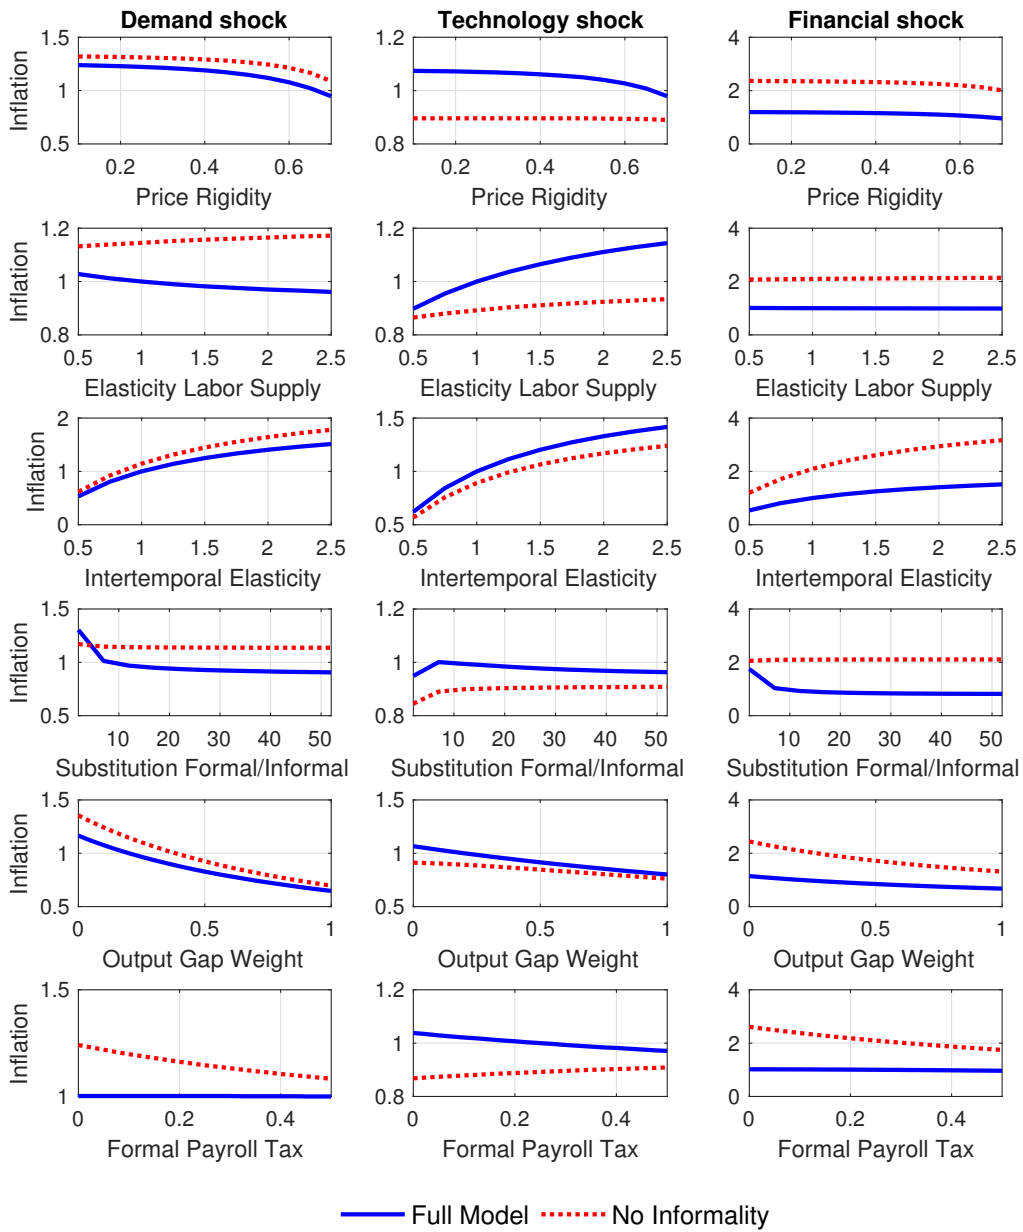 Demand shock Technology shock Financial shock
Inflation
1.5
1
0.5
0.2 0.4 0.6
Price Rigidity
1.2
1
0.8
0.2 0.4 0.6
Price Rigidity
4
2
0
0.2 0.4 0.6
Price Rigidity
Inflation
1.2
1
0.8
0.5 1 1.5 2 2.5
Elasticity Labor Supply
1.2
1
0.8
0.5 1 1.5 2 2.5
Elasticity Labor Supply
4
2
0
0.5 1 1.5 2 2.5
Elasticity Labor Supply
Inflation
2
1
0
0.5 1 1.5 2 2.5
Intertemporal Elasticity
1.5
1
0.5
0.5 1 1.5 2 2.5
Intertemporal Elasticity
4
2
0
0.5 1 1.5 2 2.5
Intertemporal Elasticity
Inflation
1.5
1
0.5
10 20 30 40 50
Substitution Formal/Informal
1.2
1
0.8
10 20 30 40 50
Substitution Formal/Informal
4
2
0
10 20 30 40 50
Substitution Formal/Informal
Inflation
1.5
1
0.5
0 0.5 1
Output Gap Weight
1.5
1
0.5
0 0.5 1
Output Gap Weight
4
2
0
0 0.5 1
Output Gap Weight
Inflation
1.5
1
0 0.2 0.4
Formal Payroll Tax
1.2
1
0.8
0 0.2 0.4
Formal Payroll Tax
4
2
0
0 0.2 0.4
Formal Payroll Tax
Full Model No Informality